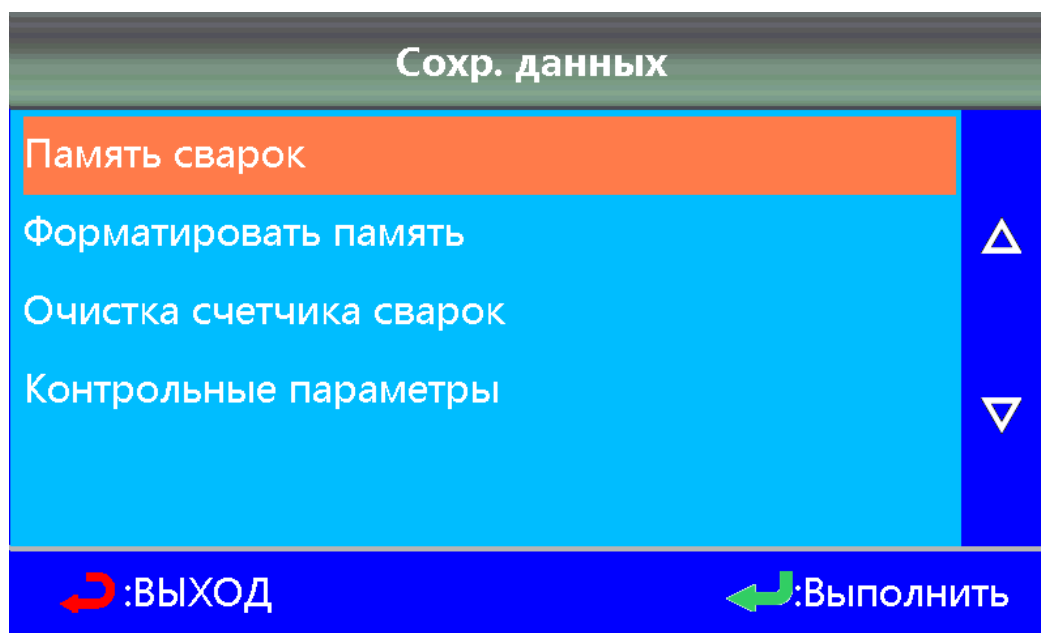 Сохр. данных
Память сварок
Форматировать память
Очистка счетчика сварок
Контрольные параметры
:ВЫХОД :Выполнить